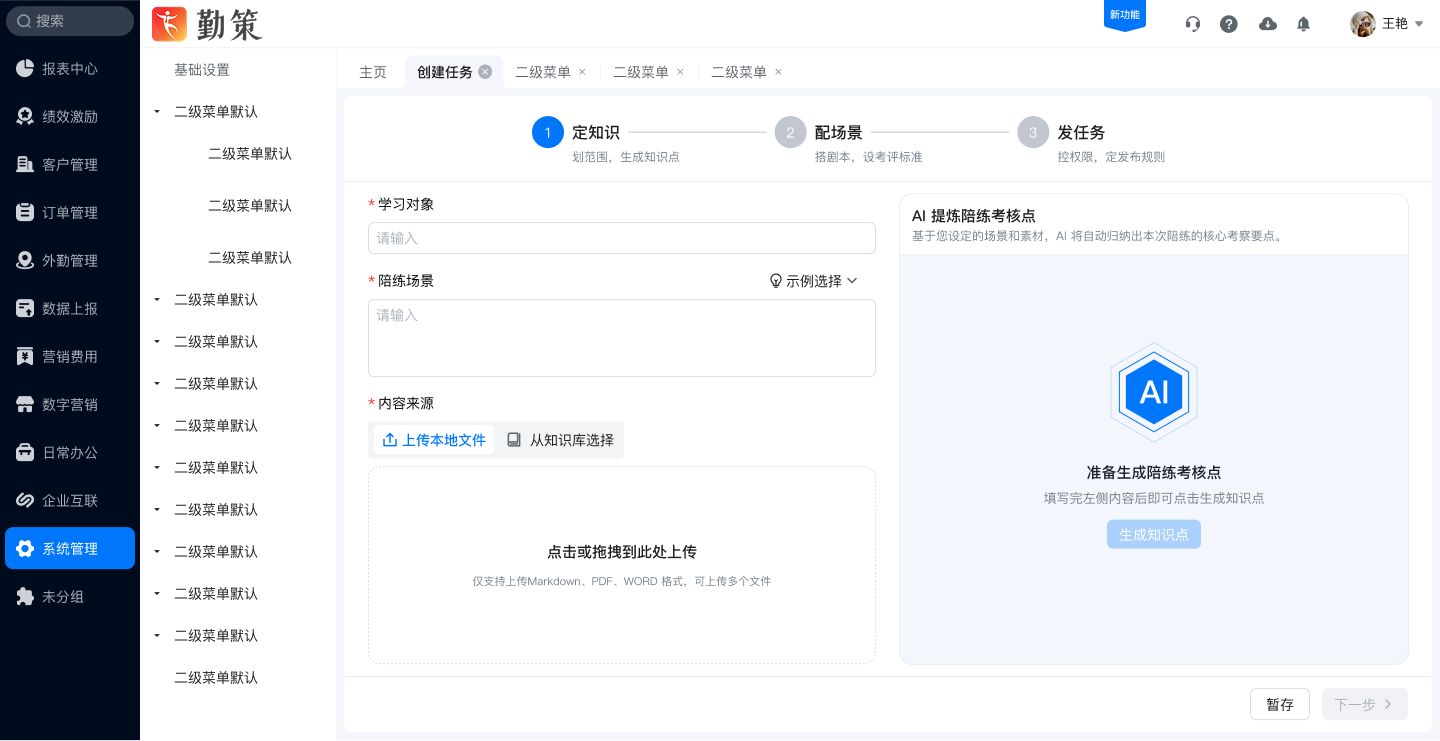 搜索
报表中心
绩效激励
客户管理
订单管理
外勤管理
数据上报
营销费用
数字营销
日常办公
企业互联
系统管理
未分组
勤策
新功能
?
王艳
基础设置
二级菜单默认
二级菜单默认
二级菜单默认
二级菜单默认
二级菜单默认
二级菜单默认
二级菜单默认
二级菜单默认
二级菜单默认
二级菜单默认
二级菜单默认
二级菜单默认
二级菜单默认
二级菜单默认
主页
创建任务 ×
二级菜单 ×
二级菜单 ×
二级菜单 ×
1 定知识
划范围，生成知识点
2 配场景
搭剧本，设考评标准
3 发任务
控权限，定发布规则
* 学习对象
请输入
* 陪练场景
示例选择
请输入
* 内容来源
上传本地文件
从知识库选择
点击或拖拽到此处上传
仅支持上传Markdown、PDF、WORD 格式，可上传多个文件
AI 提炼陪练考核点
基于您设定的场景和素材，AI 将自动归纳出本次陪练的核心考察要点。
AI
准备生成陪练考核点
填写完左侧内容后即可点击生成知识点
生成知识点
暂存
下一步